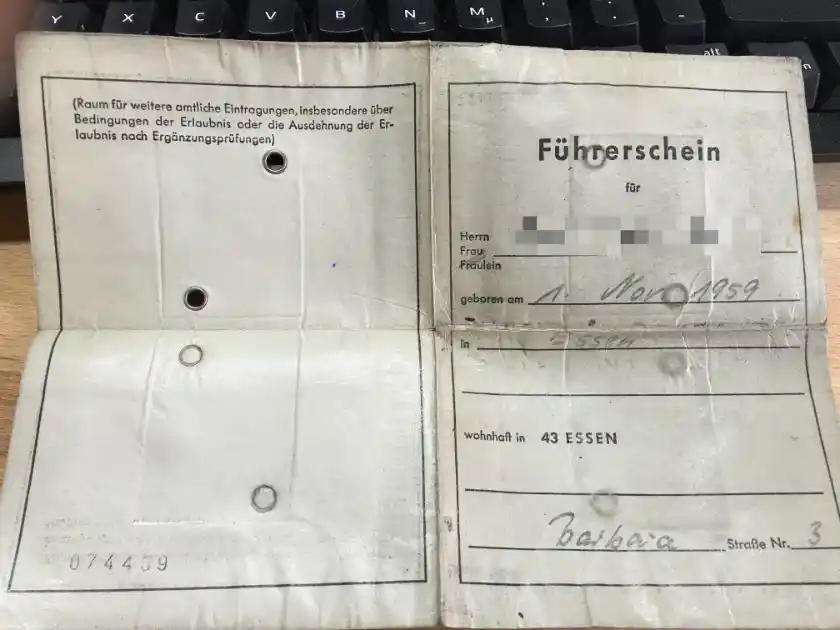 Y X C V B N M µ , ; . : - _
alt
n
(Raum für weitere amtliche Eintragungen, insbesondere über
Bedingungen der Erlaubnis oder die Ausdehnung der Er-
laubnis nach Ergänzungsprüfungen)
074459
Führerschein
für
Herrn
Frau
Fräulein
geboren am 1. Nov 1959
in Essen
wohnhaft in 43 ESSEN
Barbara Straße Nr. 3